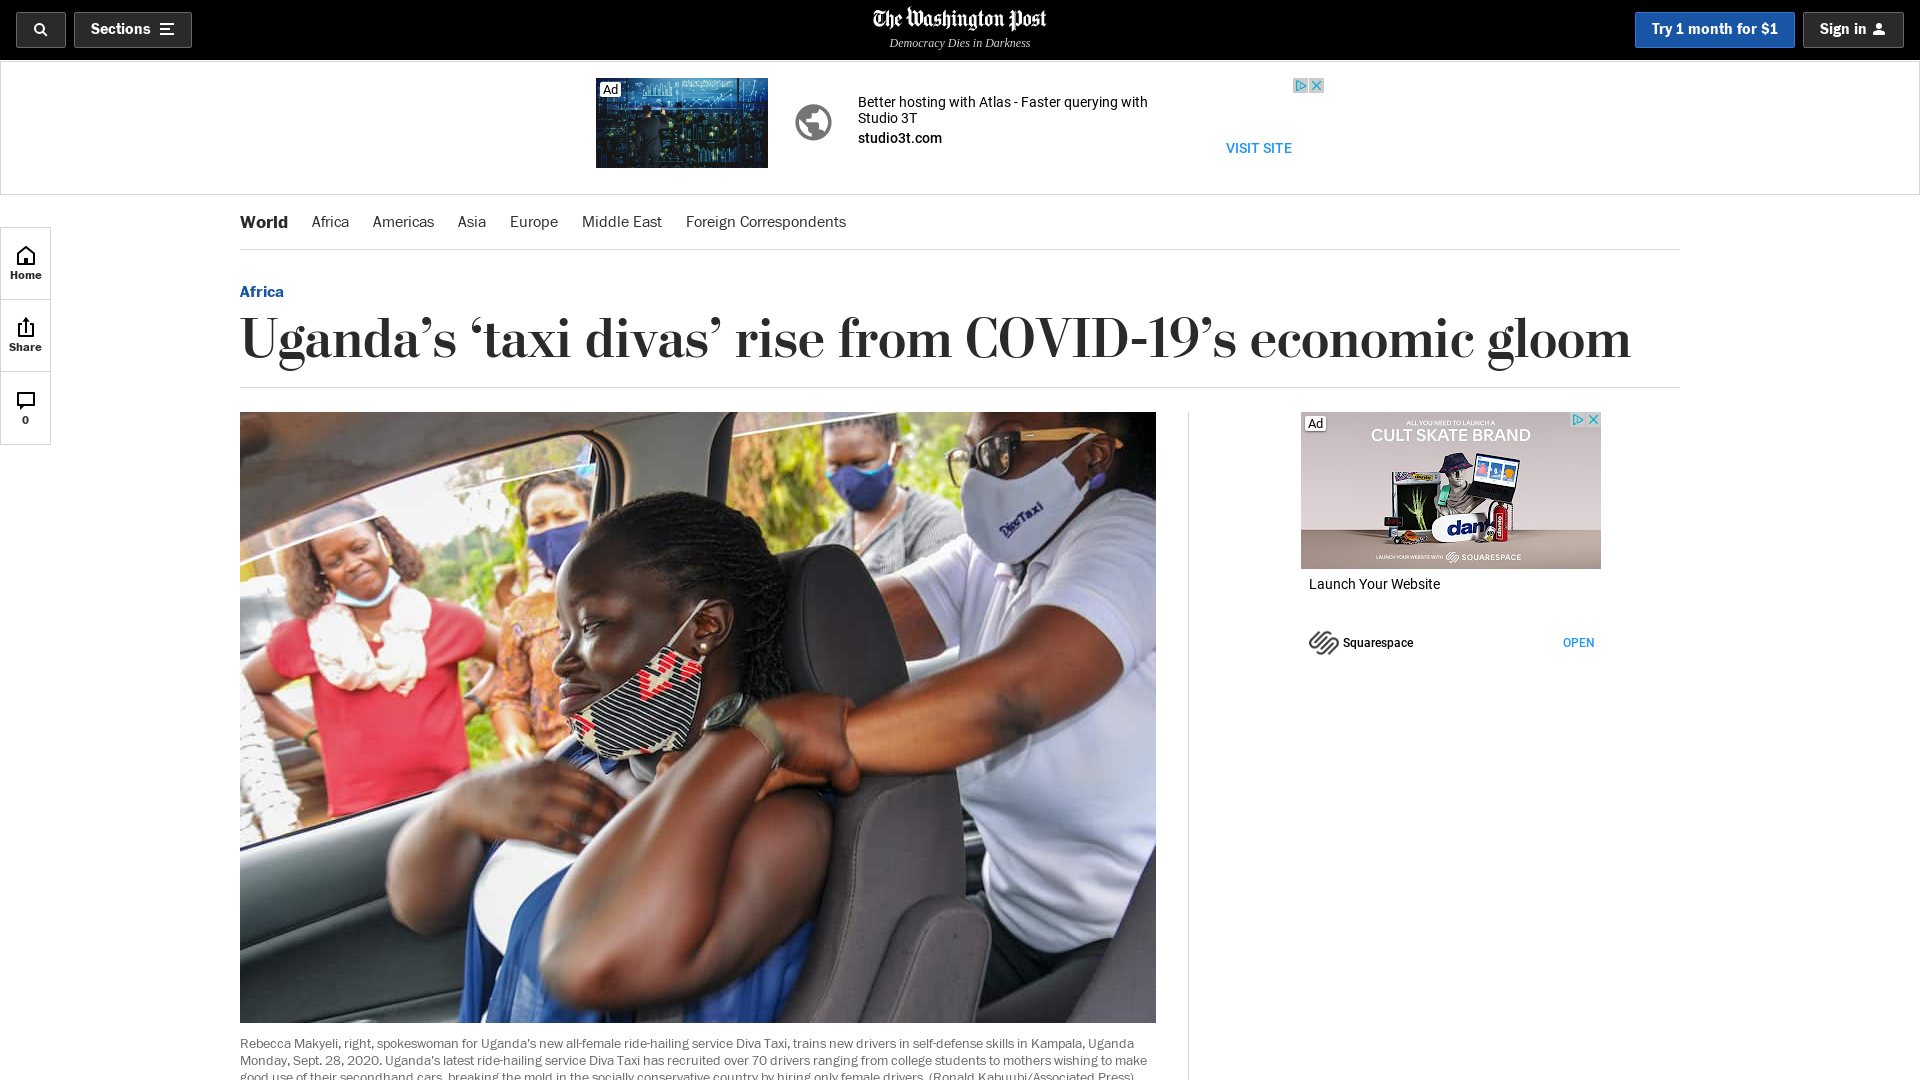 Sections
The Washington Post
Democracy Dies in Darkness
Try 1 month for $1
Sign in
Ad
Better hosting with Atlas - Faster querying with
Studio 3T
studio3t.com
VISIT SITE
World Africa Americas Asia Europe Middle East Foreign Correspondents
Home
Share
0
Africa
Uganda’s ‘taxi divas’ rise from COVID-19’s economic gloom
Diva Taxi
Ad
ALL YOU NEED TO LAUNCH A
CULT SKATE BRAND
LAUNCH YOUR WEBSITE WITH SQUARESPACE
Launch Your Website
Squarespace
OPEN
Rebecca Makyeli, right, spokeswoman for Uganda’s new all-female ride-hailing service Diva Taxi, trains new drivers in self-defense skills in Kampala, Uganda
Monday, Sept. 28, 2020. Uganda’s latest ride-hailing service Diva Taxi has recruited over 70 drivers ranging from college students to mothers wishing to make
good use of their secondhand cars, breaking the mold in the socially conservative country by hiring only female drivers. (Ronald Kabuubi/Associated Press)